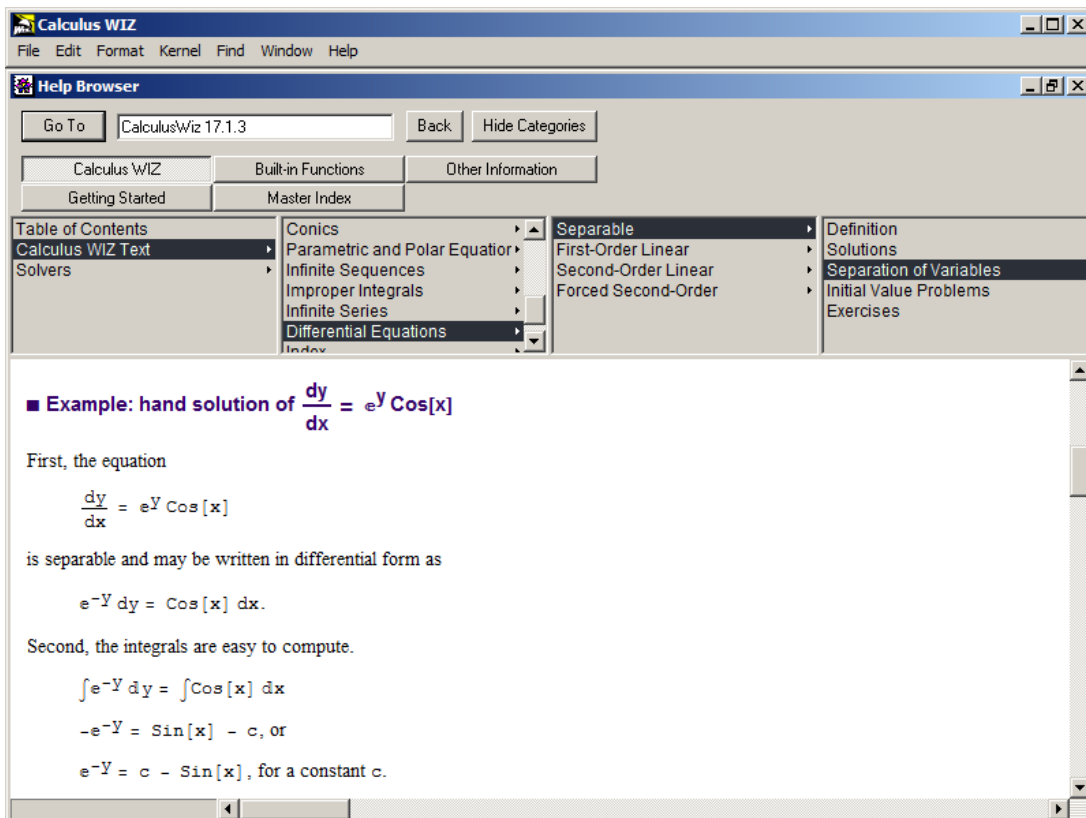 Calculus WIZ
File Edit Format Kernel Find Window Help
Help Browser
Go To CalculusWiz 17.1.3 Back Hide Categories
Calculus WIZ Built-in Functions Other Information
Getting Started Master Index
Table of Contents
Calculus WIZ Text
Solvers
Conics
Parametric and Polar Equation
Infinite Sequences
Improper Integrals
Infinite Series
Differential Equations
Index
Separable
First-Order Linear
Second-Order Linear
Forced Second-Order
Definition
Solutions
Separation of Variables
Initial Value Problems
Exercises
■ Example: hand solution of dy/dx = e^y Cos[x]
First, the equation
dy/dx = e^y Cos[x]
is separable and may be written in differential form as
e^-y dy = Cos[x] dx.
Second, the integrals are easy to compute.
∫e^-y dy = ∫Cos[x] dx
-e^-y = Sin[x] - c, or
e^-y = c - Sin[x], for a constant c.